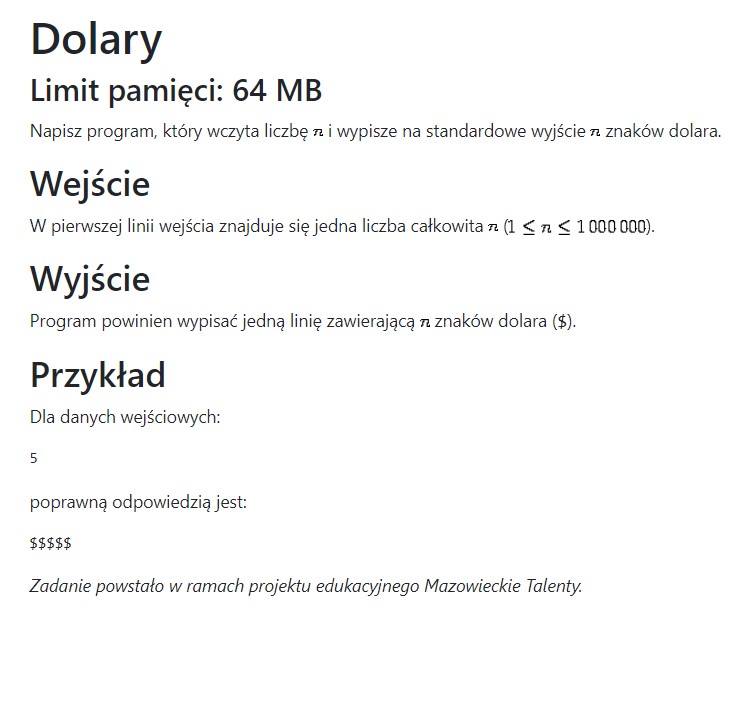 Dolary
Limit pamięci: 64 MB
Napisz program, który wczyta liczbę n i wypisze na standardowe wyjście n znaków dolara.
Wejście
W pierwszej linii wejścia znajduje się jedna liczba całkowita n (1 ≤ n ≤ 1 000 000).
Wyjście
Program powinien wypisać jedną linię zawierającą n znaków dolara ($).
Przykład
Dla danych wejściowych:
5
poprawną odpowiedzią jest:
$$$$$
Zadanie powstało w ramach projektu edukacyjnego Mazowieckie Talenty.